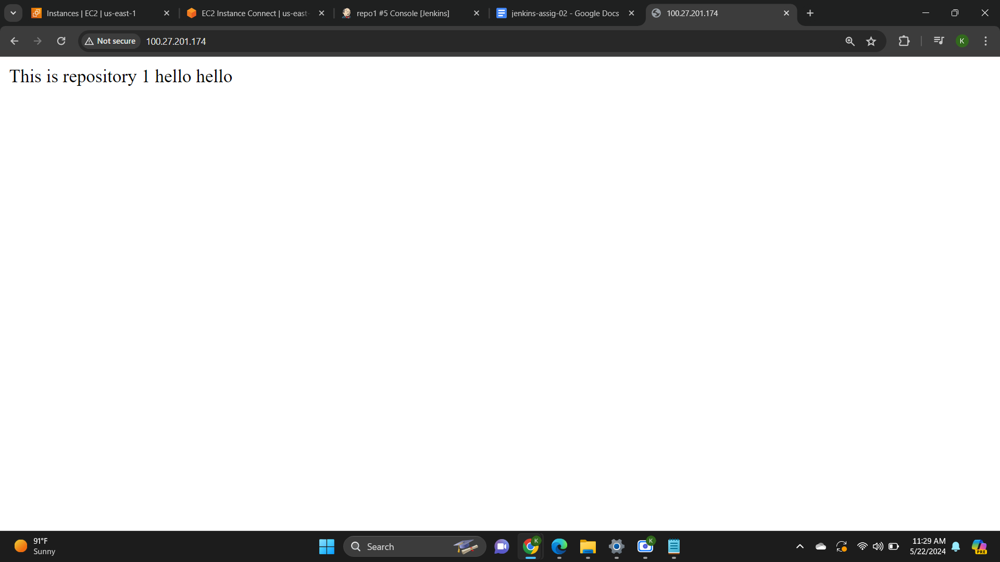 Instances | EC2 | us-east-1
EC2 Instance Connect | us-east-
repo1 #5 Console [Jenkins]
jenkins-assig-02 - Google Docs
100.27.201.174
Not secure
100.27.201.174
K
This is repository 1 hello hello
91°F
Sunny
Search
K
K
11:29 AM
5/22/2024
PRE